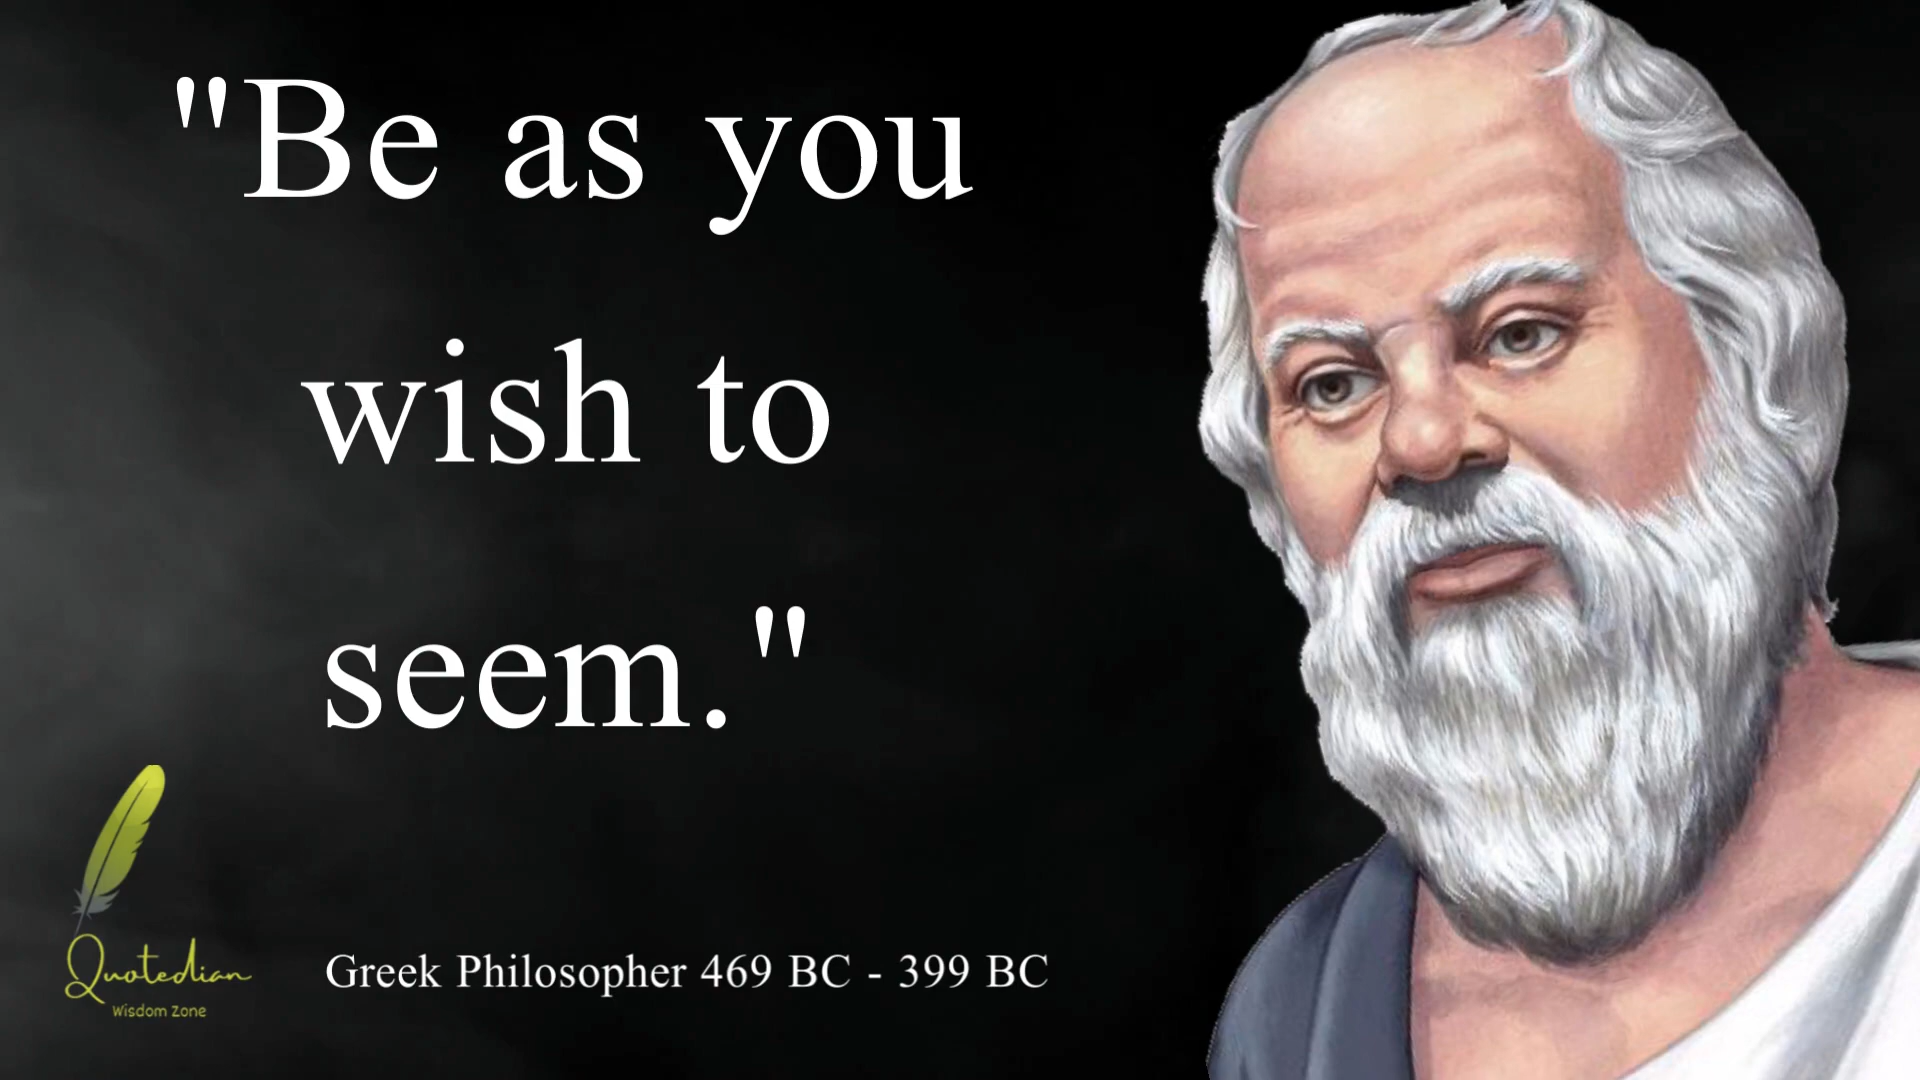 "Be as you
wish to
seem."
Quotedian
Wisdom Zone
Greek Philosopher 469 BC - 399 BC